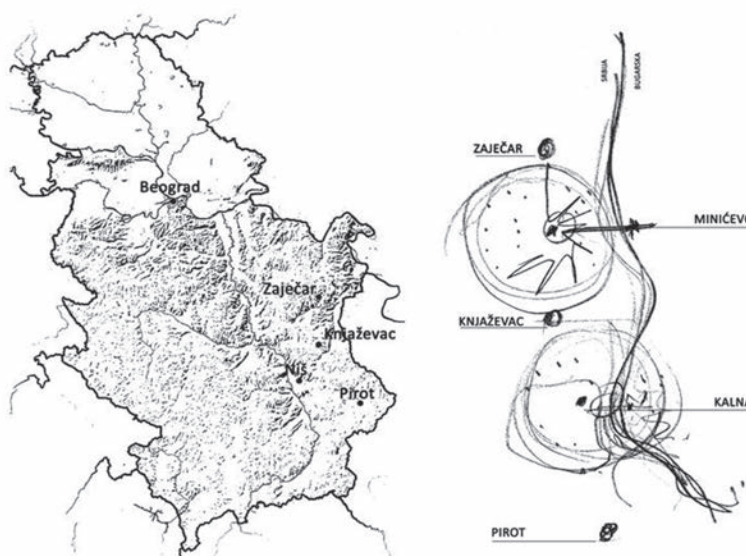 Beograd
Zaječar
Knjaževac
Niš
Pirot
SRBIJA
BUGARSKA
ZAJEČAR
MINIĆEVO
KNJAŽEVAC
KALNA
PIROT